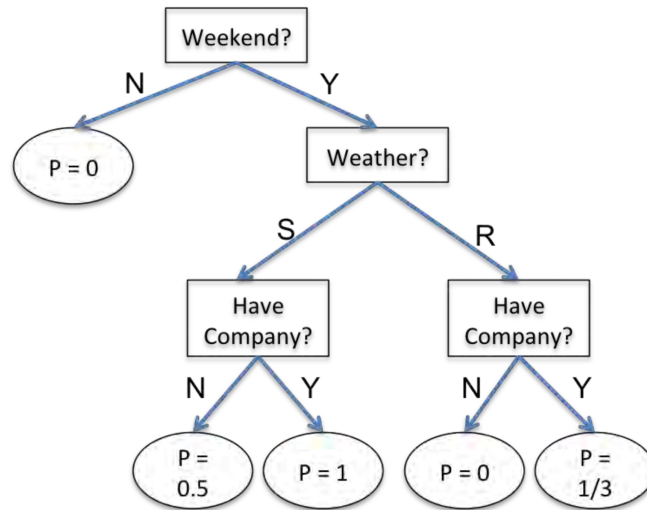 Weekend?
N
Y
P = 0
Weather?
S
R
Have
Company?
Have
Company?
N
Y
N
Y
P =
0.5
P = 1
P = 0
P =
1/3